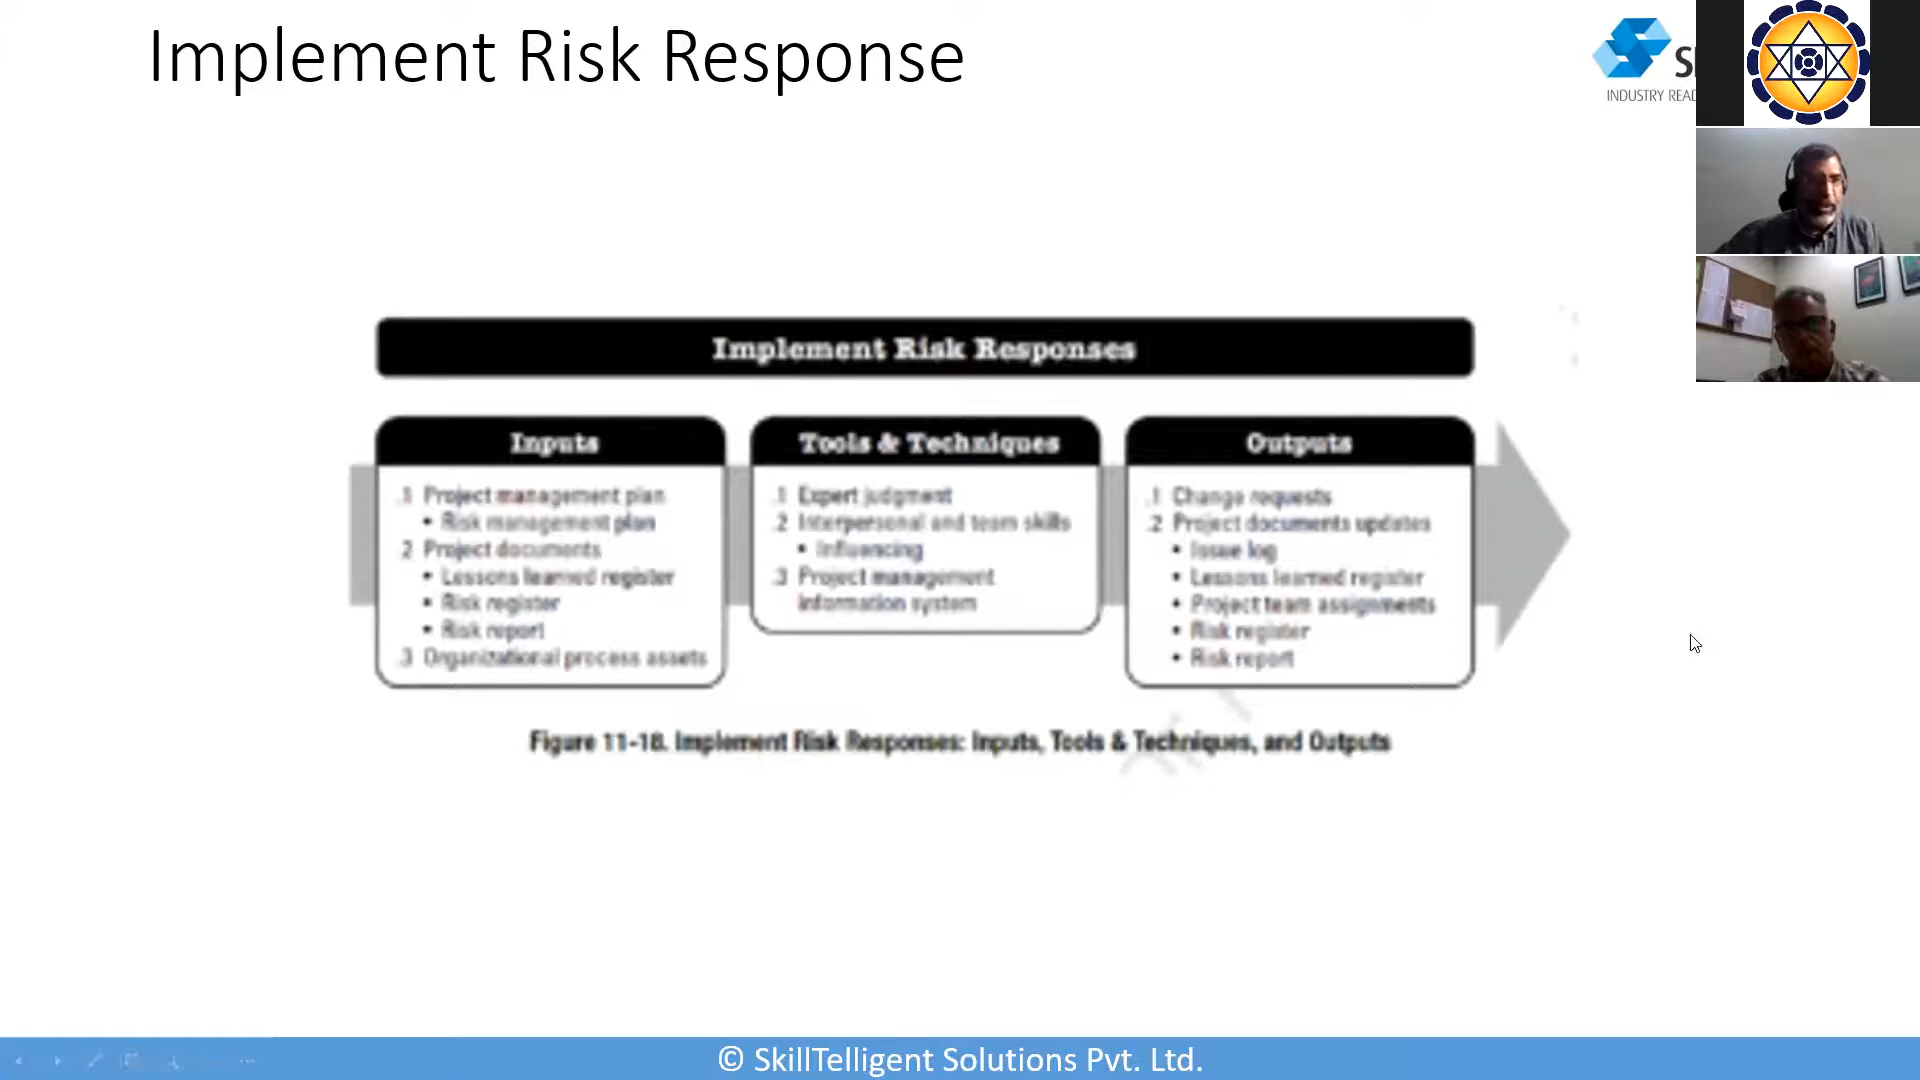 Implement Risk Response
INDUSTRY
Implement Risk Responses
Inputs
.1 Project management plan
• Risk management plan
.2 Project documents
• Lessons learned register
• Risk register
• Risk report
.3 Organizational process assets
Tools & Techniques
.1 Expert judgment
.2 Interpersonal and team skills
• Influencing
.3 Project management
information system
Outputs
.1 Change requests
.2 Project documents updates
• Issue log
• Lessons learned register
• Project team assignments
• Risk register
• Risk report
Figure 11-18. Implement Risk Responses: Inputs, Tools & Techniques, and Outputs
© SkillTelligent Solutions Pvt. Ltd.